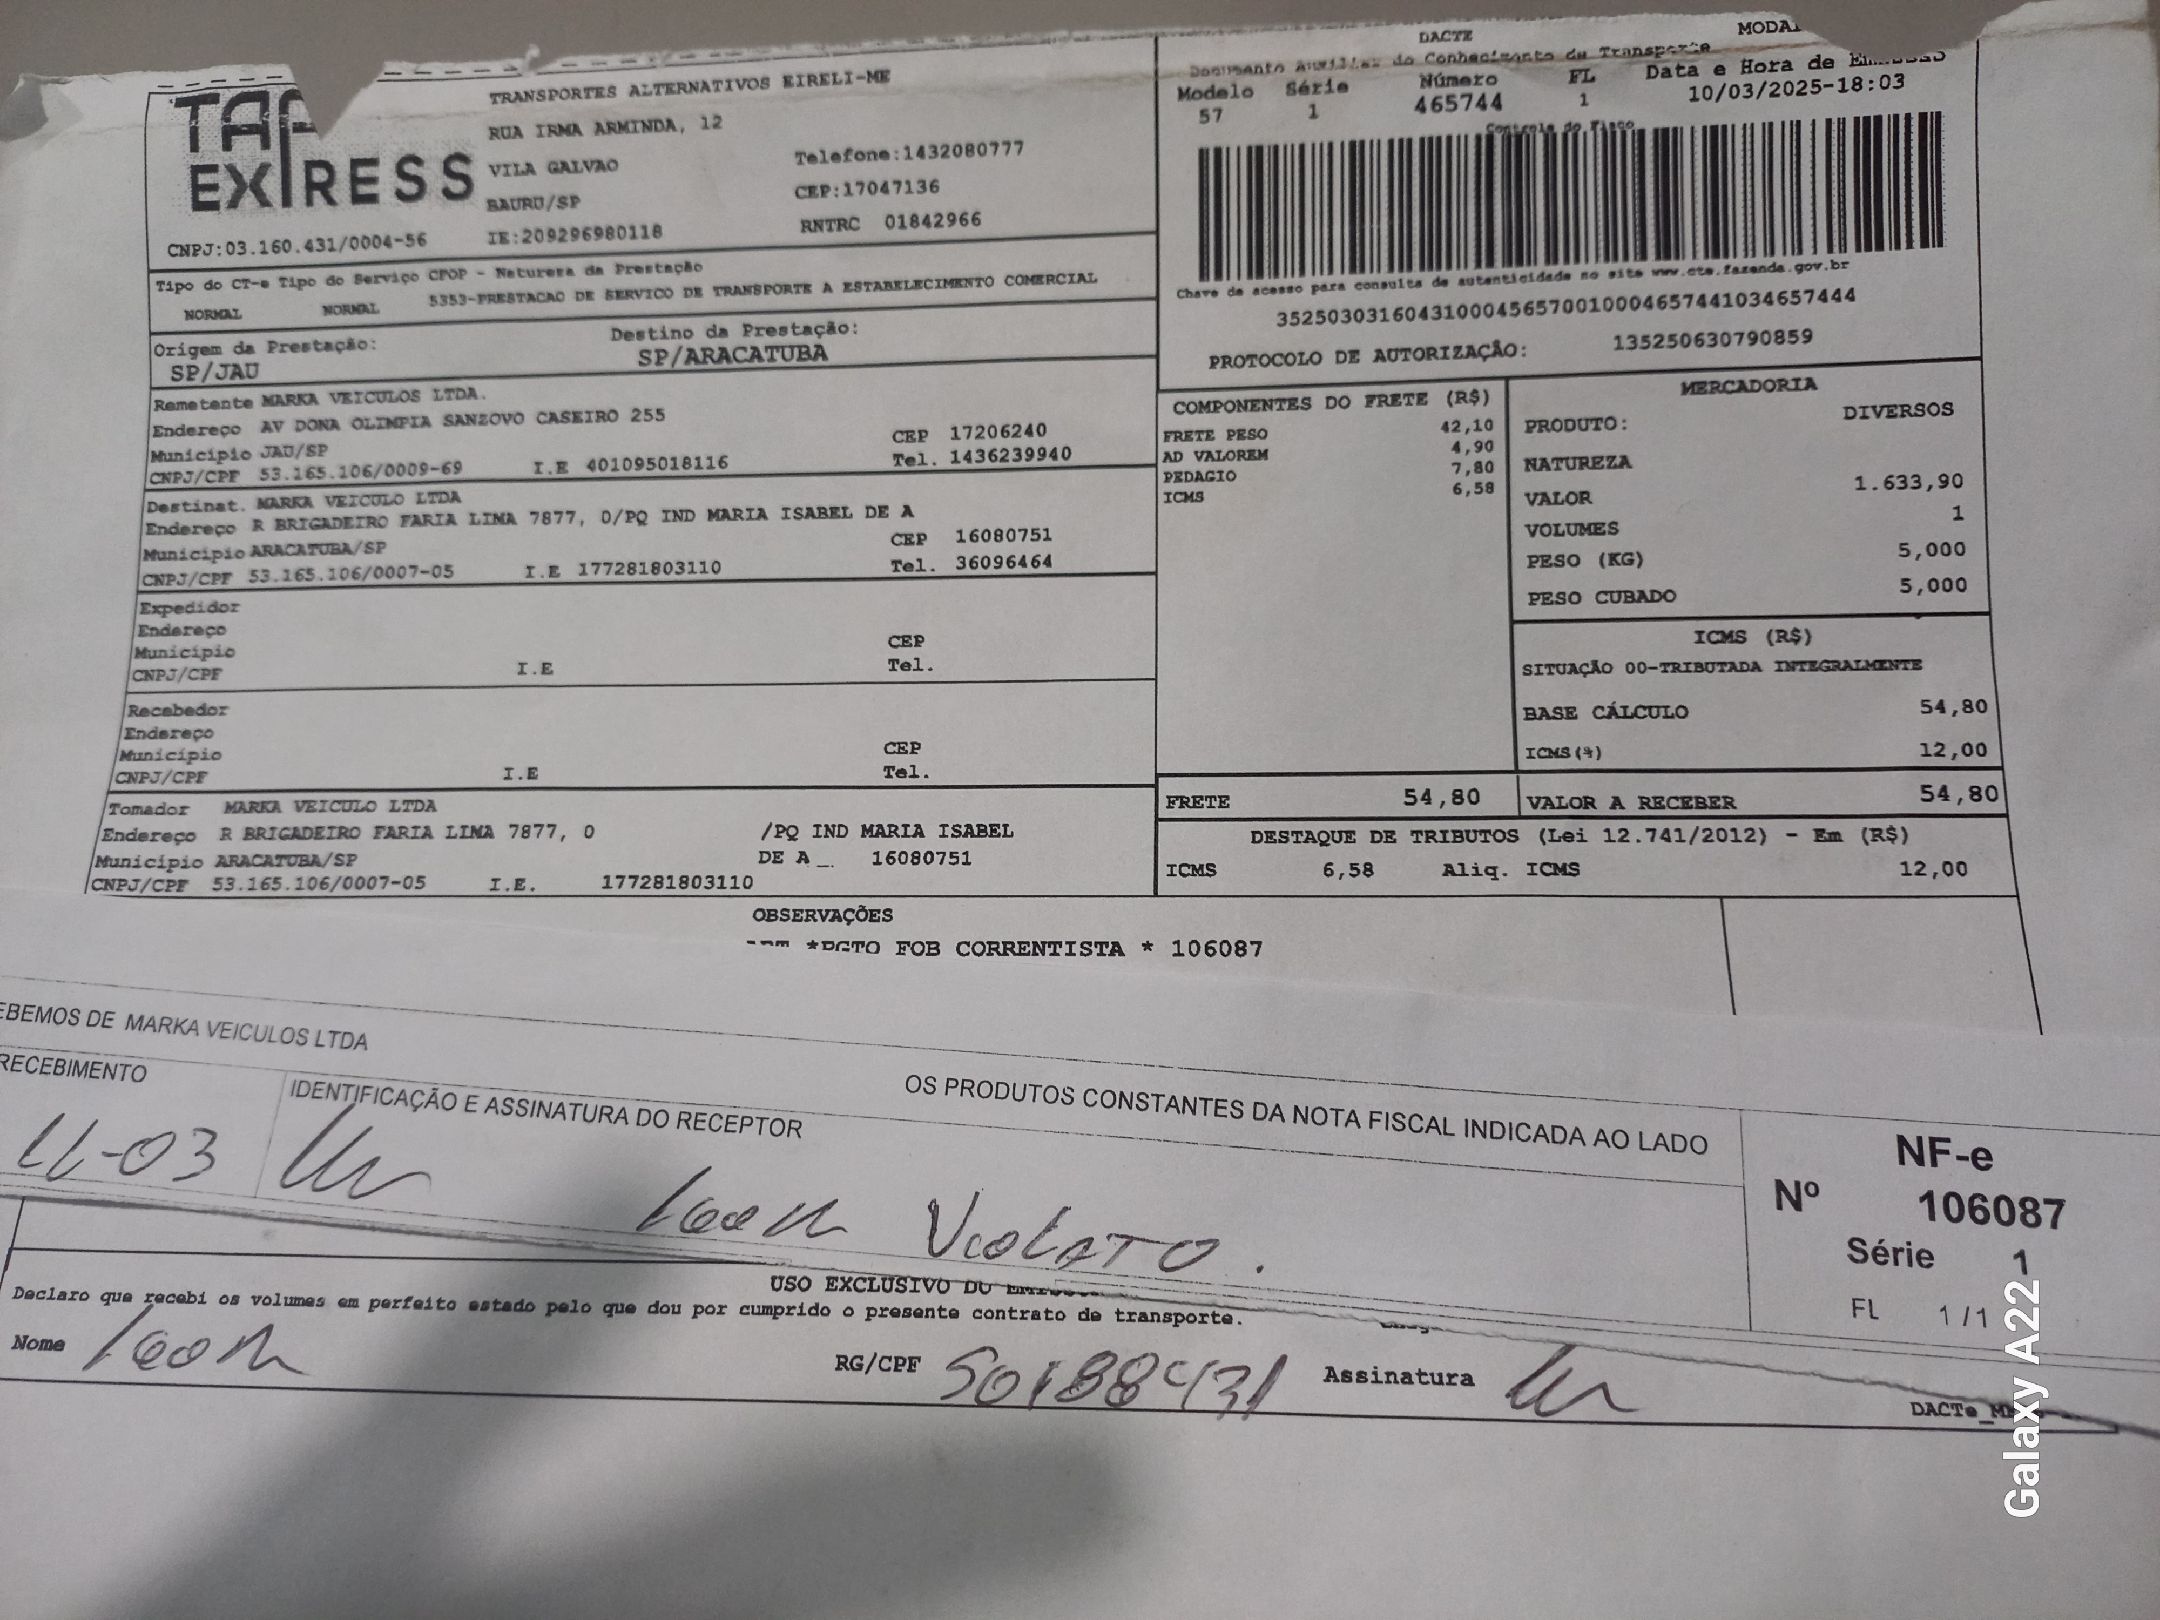 EXPRESS
TRANSPORTES ALTERNATIVOS EIRELI-ME
RUA IRMA ARMINDA, 12
VILA GALVAO
Telefone:1432080777
BAURU/SP
CEP:17047136
CNPJ:03.160.431/0004-56
IE:209296980118
RNTRC 01842966
DACTE
Documento Auxiliar do Conhecimento de Transporte
Modelo Série Número FL Data e Hora de
57 1 465744 1 10/03/2025-18:03
Controle do Fisco
Chave de acesso para consulta de autenticidade no site www.cte.fazenda.gov.br
35250303160431000456570010004657441034657444
PROTOCOLO DE AUTORIZAÇÃO: 135250630790859
Tipo do CT-e Tipo do Serviço CFOP - Natureza da Prestação
NORMAL NORMAL 5353-PRESTACAO DE SERVICO DE TRANSPORTE A ESTABELECIMENTO COMERCIAL
Origem da Prestação: Destino da Prestação:
SP/JAU SP/ARACATUBA
Remetente MARKA VEICULOS LTDA.
Endereço AV DONA OLIMPIA SANZOVO CASEIRO 255
Município JAU/SP CEP 17206240
CNPJ/CPF 53.165.106/0009-69 I.E 401095018116 Tel. 1436239940
Destinat. MARKA VEICULO LTDA
Endereço R BRIGADEIRO FARIA LIMA 7877, 0/PQ IND MARIA ISABEL DE A
Município ARACATUBA/SP CEP 16080751
CNPJ/CPF 53.165.106/0007-05 I.E 177281803110 Tel. 36096464
Expedidor
Endereço
Município CEP
CNPJ/CPF I.E Tel.
Recebedor
Endereço
Município CEP
CNPJ/CPF I.E Tel.
Tomador MARKA VEICULO LTDA
Endereço R BRIGADEIRO FARIA LIMA 7877, 0 /PQ IND MARIA ISABEL
Município ARACATUBA/SP DE A 16080751
CNPJ/CPF 53.165.106/0007-05 I.E. 177281803110
COMPONENTES DO FRETE (R$)
FRETE PESO 42,10
AD VALOREM 4,90
PEDAGIO 7,80
ICMS 6,58
MERCADORIA
PRODUTO: DIVERSOS
NATUREZA
VALOR 1.633,90
VOLUMES 1
PESO (KG) 5,000
PESO CUBADO 5,000
ICMS (R$)
SITUAÇÃO 00-TRIBUTADA INTEGRALMENTE
BASE CÁLCULO 54,80
ICMS(%) 12,00
FRETE 54,80 VALOR A RECEBER 54,80
DESTAQUE DE TRIBUTOS (Lei 12.741/2012) - Em (R$)
ICMS 6,58 Aliq. ICMS 12,00
OBSERVAÇÕES
*PGTO FOB CORRENTISTA * 106087
EBEMOS DE MARKA VEICULOS LTDA
OS PRODUTOS CONSTANTES DA NOTA FISCAL INDICADA AO LADO
RECEBIMENTO IDENTIFICAÇÃO E ASSINATURA DO RECEPTOR
11-03
VIOLATO.
NF-e
Nº 106087
Série 1
FL 1/1
USO EXCLUSIVO DO
Declaro que recebi os volumes em perfeito estado pelo que dou por cumprido o presente contrato de transporte.
Nome
RG/CPF 50188431 Assinatura
Galaxy A22